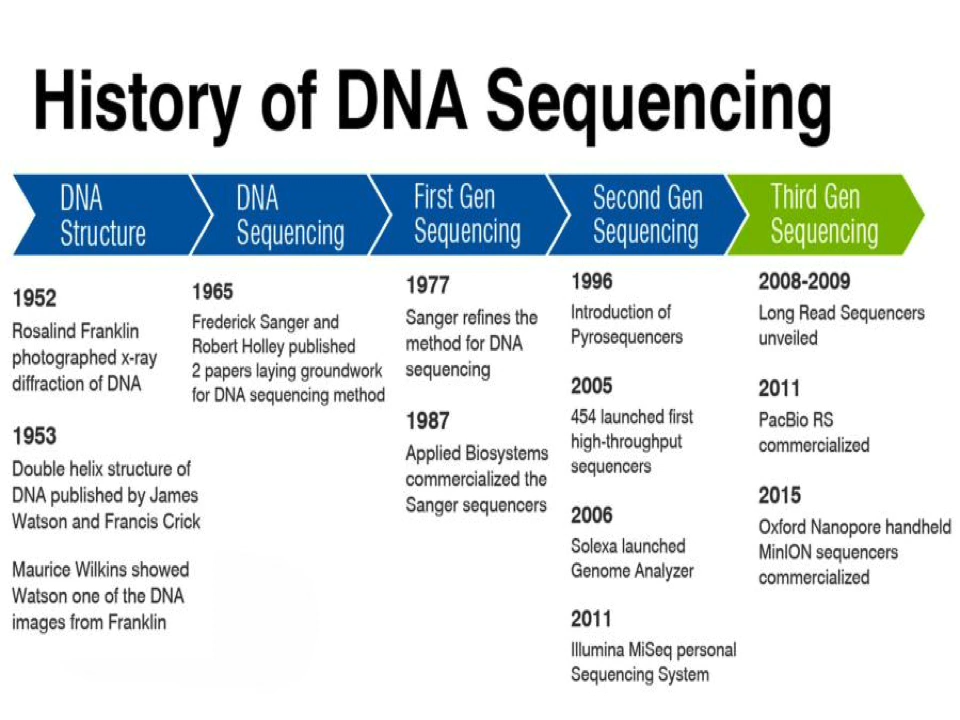 History of DNA Sequencing
DNA
Structure
DNA
Sequencing
First Gen
Sequencing
Second Gen
Sequencing
Third Gen
Sequencing
1952
Rosalind Franklin
photographed x-ray
diffraction of DNA
1953
Double helix structure of
DNA published by James
Watson and Francis Crick
Maurice Wilkins showed
Watson one of the DNA
images from Franklin
1965
Frederick Sanger and
Robert Holley published
2 papers laying groundwork
for DNA sequencing method
1977
Sanger refines the
method for DNA
sequencing
1987
Applied Biosystems
commercialized the
Sanger sequencers
1996
Introduction of
Pyrosequencers
2005
454 launched first
high-throughput
sequencers
2006
Solexa launched
Genome Analyzer
2011
Illumina MiSeq personal
Sequencing System
2008-2009
Long Read Sequencers
unveiled
2011
PacBio RS
commercialized
2015
Oxford Nanopore handheld
MinION sequencers
commercialized